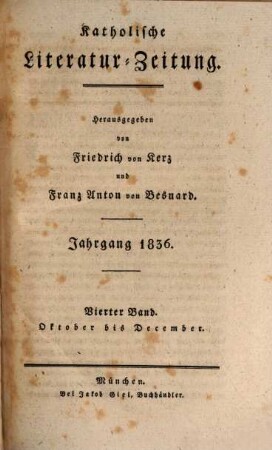 Katholische
Literatur-Zeitung.
Herausgegeben
von
Friedrich von Kerz
und
Franz Anton von Besnard.
Jahrgang 1836.
Vierter Band.
Oktober bis December.
München.
Bei Jakob Giel, Buchhändler.